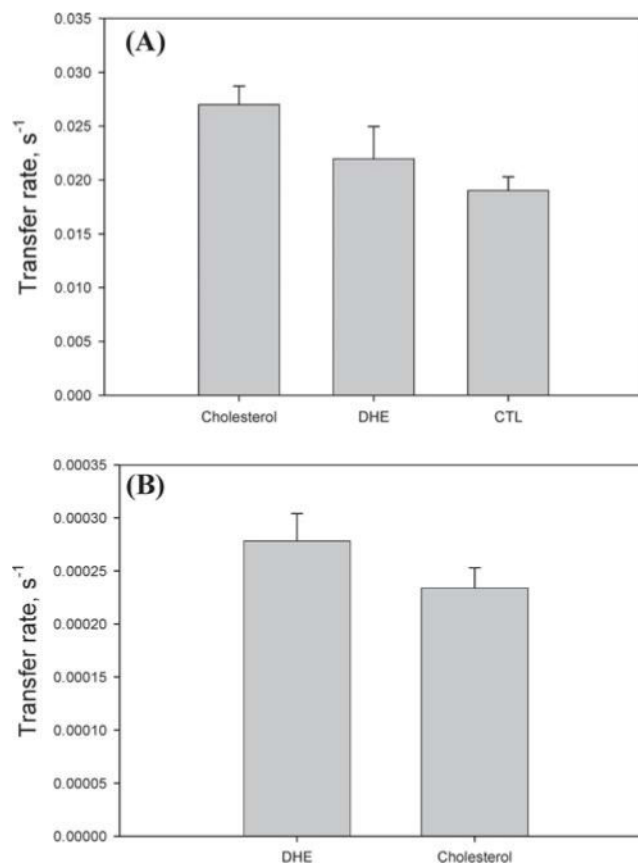 (A)
Transfer rate, s⁻¹
0.035
0.030
0.025
0.020
0.015
0.010
0.005
0.000
Cholesterol DHE CTL
(B)
Transfer rate, s⁻¹
0.00035
0.00030
0.00025
0.00020
0.00015
0.00010
0.00005
0.00000
DHE Cholesterol